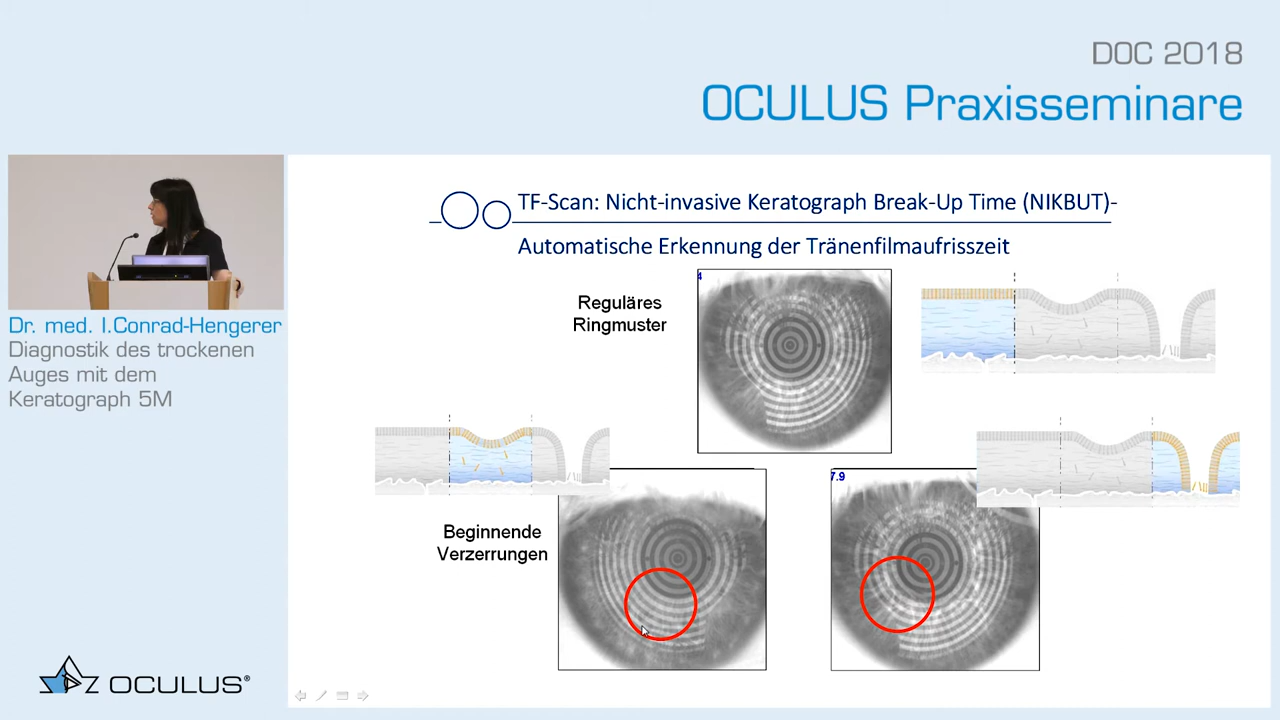 DOC 2018
OCULUS Praxisseminare
Dr. med. I.Conrad-Hengerer
Diagnostik des trockenen
Auges mit dem
Keratograph 5M
TF-Scan: Nicht-invasive Keratograph Break-Up Time (NIKBUT)-
Automatische Erkennung der Tränenfilmaufrisszeit
Reguläres
Ringmuster
4
Beginnende
Verzerrungen
7.9
OCULUS®